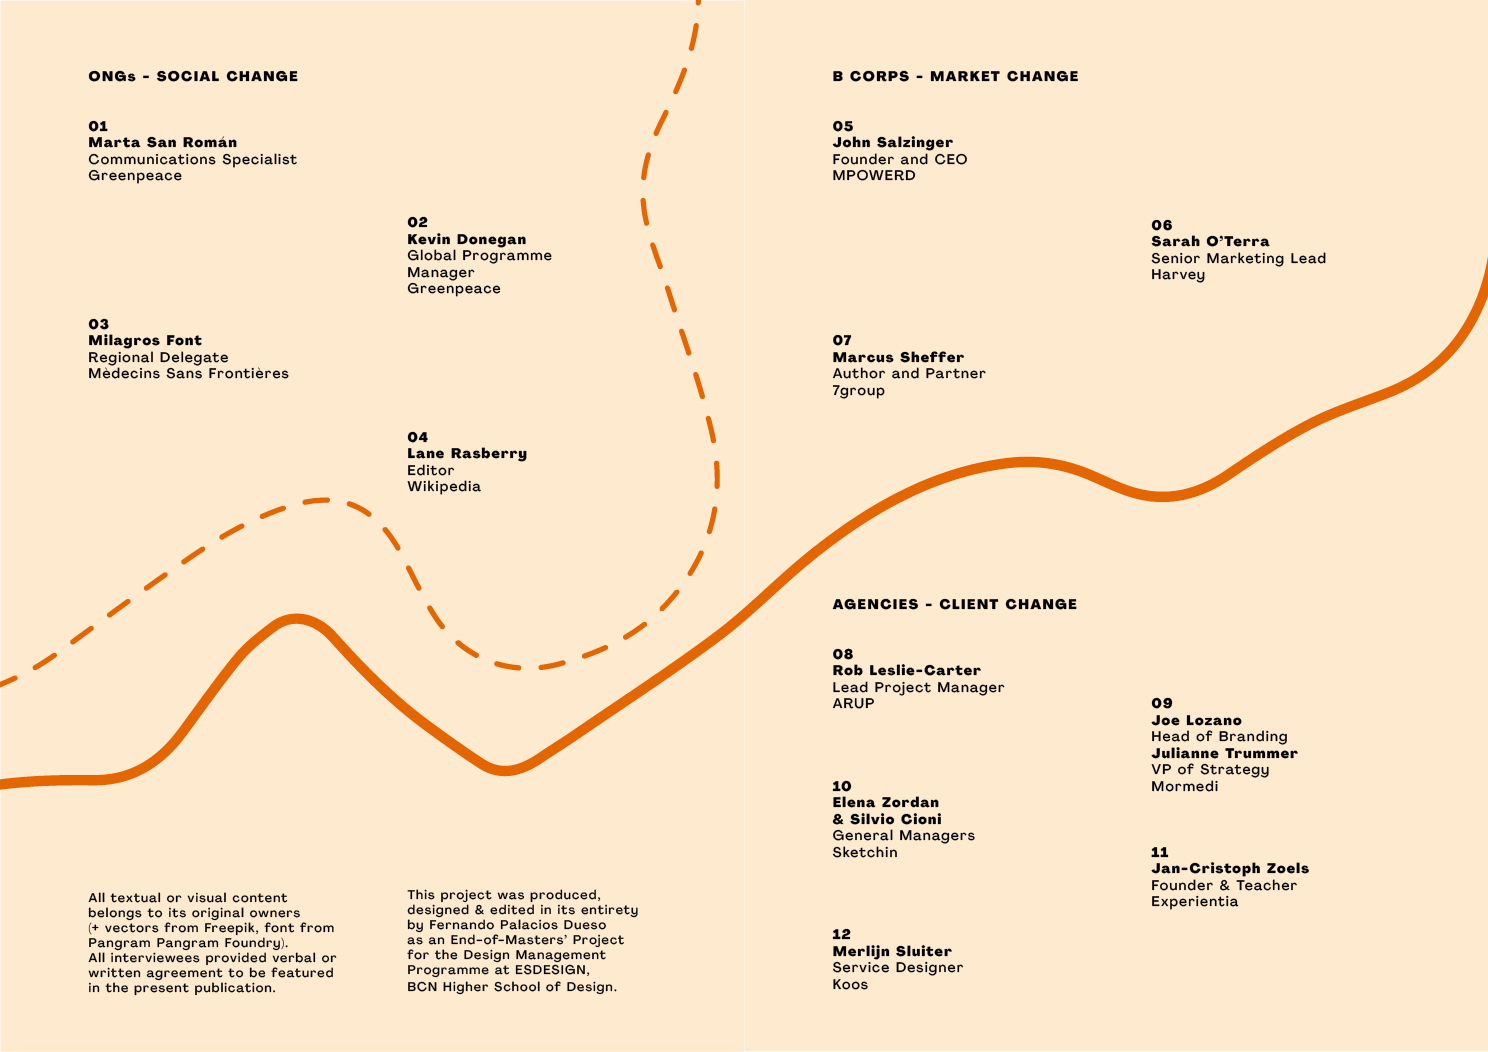 ONGs - SOCIAL CHANGE
01
Marta San Román
Communications Specialist
Greenpeace
02
Kevin Donegan
Global Programme
Manager
Greenpeace
03
Milagros Font
Regional Delegate
Mèdecins Sans Frontières
04
Lane Rasberry
Editor
Wikipedia
All textual or visual content
belongs to its original owners
(+ vectors from Freepik, font from
Pangram Pangram Foundry).
All interviewees provided verbal or
written agreement to be featured
in the present publication.
This project was produced,
designed & edited in its entirety
by Fernando Palacios Dueso
as an End-of-Masters' Project
for the Design Management
Programme at ESDESIGN,
BCN Higher School of Design.
B CORPS - MARKET CHANGE
05
John Salzinger
Founder and CEO
MPOWERD
06
Sarah O'Terra
Senior Marketing Lead
Harvey
07
Marcus Sheffer
Author and Partner
7group
AGENCIES - CLIENT CHANGE
08
Rob Leslie-Carter
Lead Project Manager
ARUP
09
Joe Lozano
Head of Branding
Julianne Trummer
VP of Strategy
Mormedi
10
Elena Zordan
& Silvio Cioni
General Managers
Sketchin
11
Jan-Cristoph Zoels
Founder & Teacher
Experientia
12
Merlijn Sluiter
Service Designer
Koos